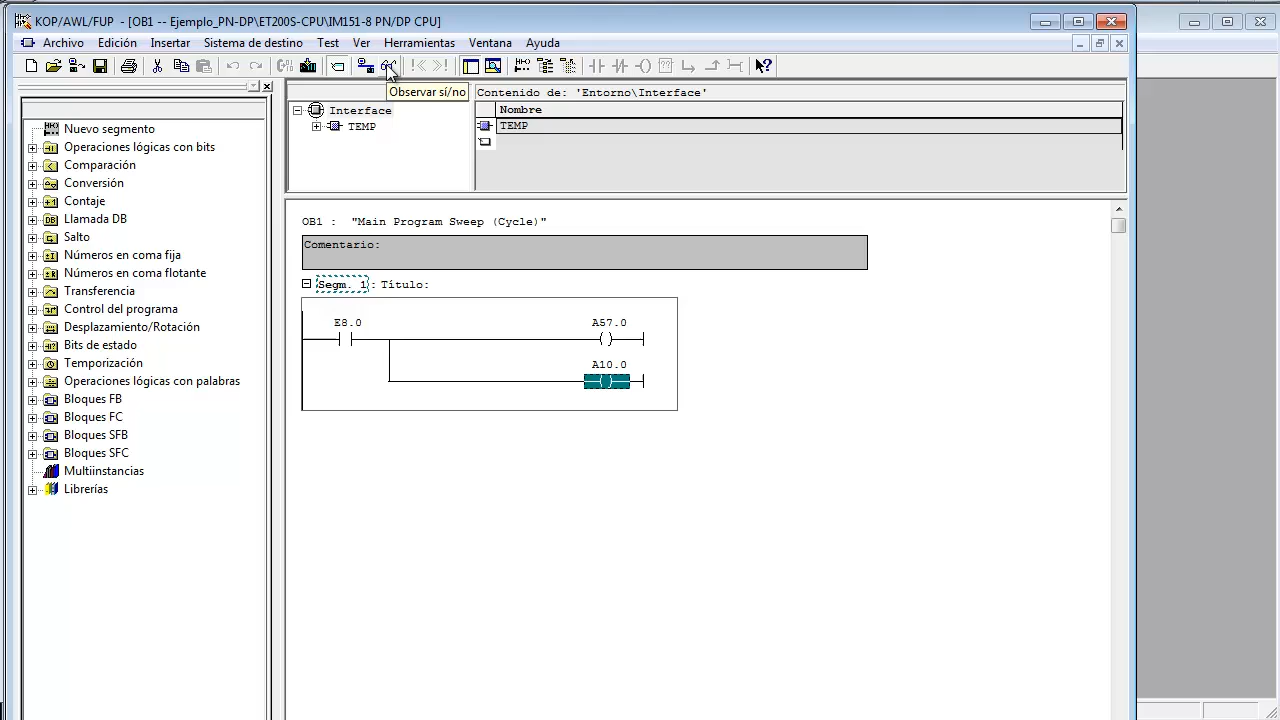 KOP/AWL/FUP - [OB1 -- Ejemplo_PN-DP\ET200S-CPU\IM151-8 PN/DP CPU]
Archivo Edición Insertar Sistema de destino Test Ver Herramientas Ventana Ayuda
Observar sí/no
Contenido de: 'Entorno\Interface'
Interface
TEMP
Nombre
TEMP
Nuevo segmento
Operaciones lógicas con bits
Comparación
Conversión
Contaje
Llamada DB
Salto
Números en coma fija
Números en coma flotante
Transferencia
Control del programa
Desplazamiento/Rotación
Bits de estado
Temporización
Operaciones lógicas con palabras
Bloques FB
Bloques FC
Bloques SFB
Bloques SFC
Multiinstancias
Librerías
OB1 : "Main Program Sweep (Cycle)"
Comentario:
Segm. 1: Título:
E8.0 A57.0
A10.0